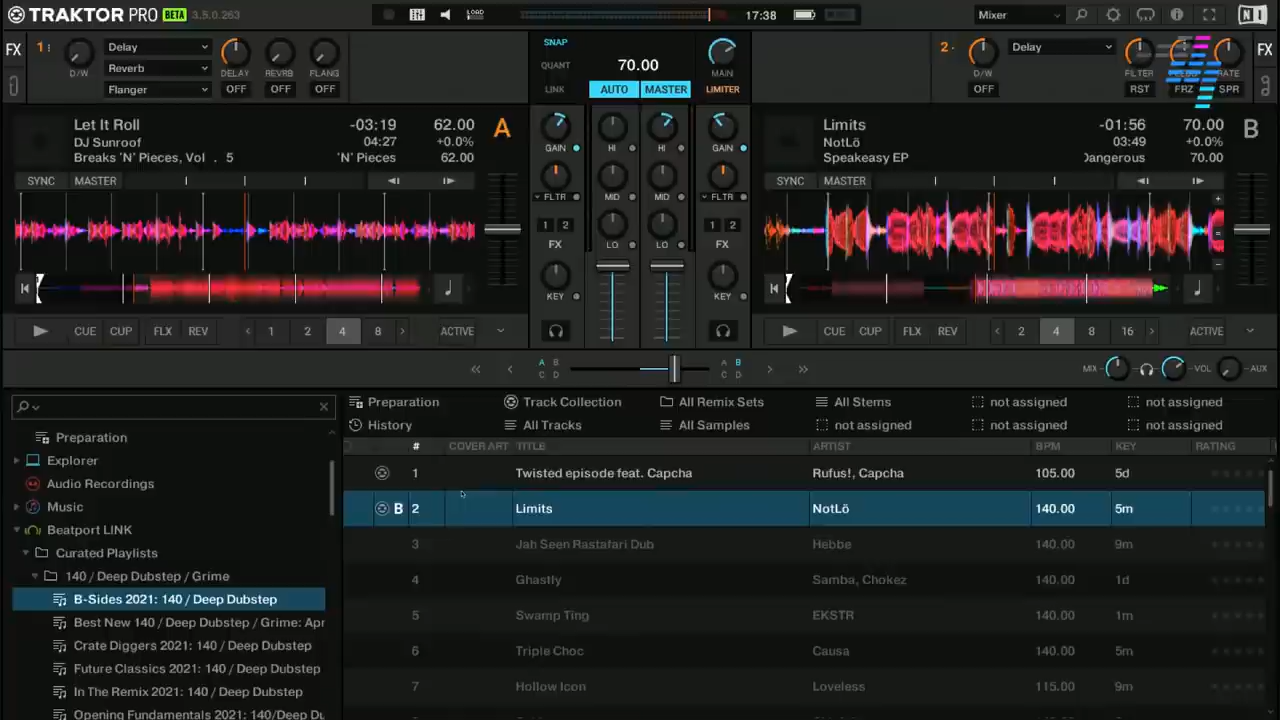 TRAKTOR PRO BETA 3.5.0.263
LOAD
17:38
Mixer
NI
FX
1
D/W
Delay
Reverb
Flanger
DELAY
REVRB
FLANG
OFF
OFF
OFF
SNAP
QUANT
LINK
70.00
AUTO
MASTER
MAIN
LIMITER
2
D/W
OFF
Delay
FILTER
RATE
RST
FRZ
SPR
FX
Let It Roll
-03:19
62.00
DJ Sunroof
04:27
+0.0%
Breaks 'N' Pieces, Vol . 5
'N' Pieces
62.00
A
SYNC
MASTER
CUE
CUP
FLX
REV
1
2
4
8
ACTIVE
GAIN
HI
HI
GAIN
FLTR
MID
MID
FLTR
1 2
LO
LO
1 2
FX
FX
KEY
KEY
Limits
-01:56
70.00
NotLö
03:49
+0.0%
Speakeasy EP
Dangerous
70.00
B
SYNC
MASTER
CUE
CUP
FLX
REV
2
4
8
16
ACTIVE
A B
C D
A B
C D
MIX
VOL
AUX
Preparation
Track Collection
All Remix Sets
All Stems
not assigned
not assigned
History
All Tracks
All Samples
not assigned
not assigned
not assigned
Preparation
Explorer
Audio Recordings
Music
Beatport LINK
Curated Playlists
140 / Deep Dubstep / Grime
B-Sides 2021: 140 / Deep Dubstep
Best New 140 / Deep Dubstep / Grime: Apr
Crate Diggers 2021: 140 / Deep Dubstep
Future Classics 2021: 140 / Deep Dubstep
In The Remix 2021: 140 / Deep Dubstep
Opening Fundamentals 2021: 140/Deep Du
# COVER ART TITLE ARTIST BPM KEY RATING
1 Twisted episode feat. Capcha Rufus!, Capcha 105.00 5d
B 2 Limits NotLö 140.00 5m
3 Jah Seen Rastafari Dub Hebbe 140.00 9m
4 Ghastly Samba, Chokez 140.00 1d
5 Swamp Ting EKSTR 140.00 1m
6 Triple Choc Causa 140.00 5m
7 Hollow Icon Loveless 115.00 9m